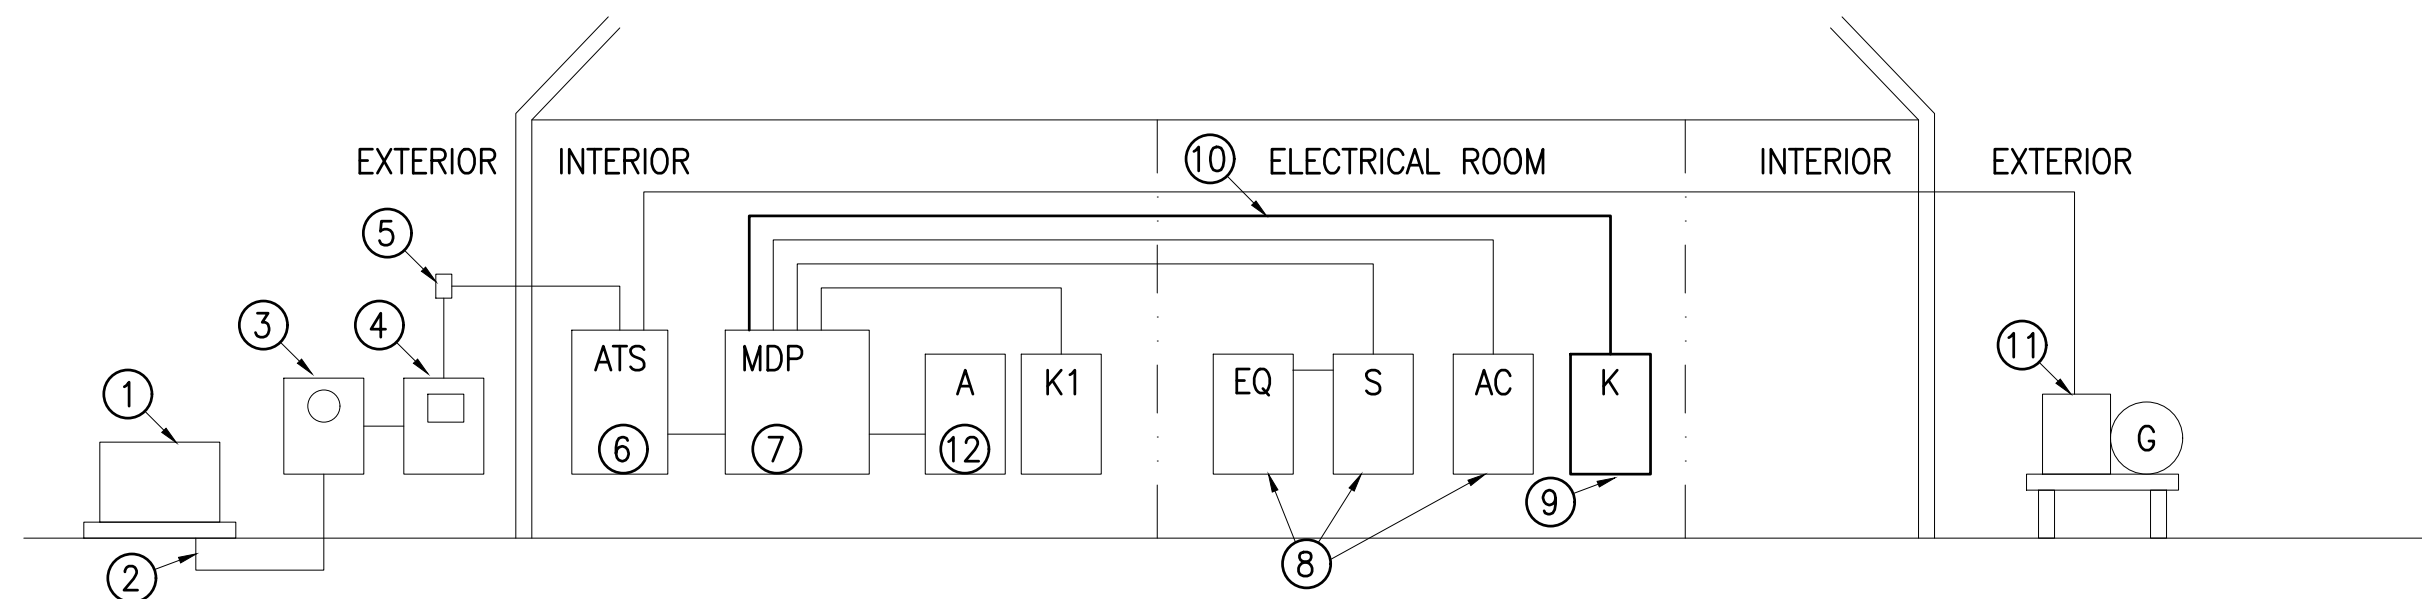 EXTERIOR INTERIOR 10 ELECTRICAL ROOM INTERIOR EXTERIOR
5
3 4 11
ATS MDP
1 A K1 EQ S AC K
G
6 7 12
9
8
2